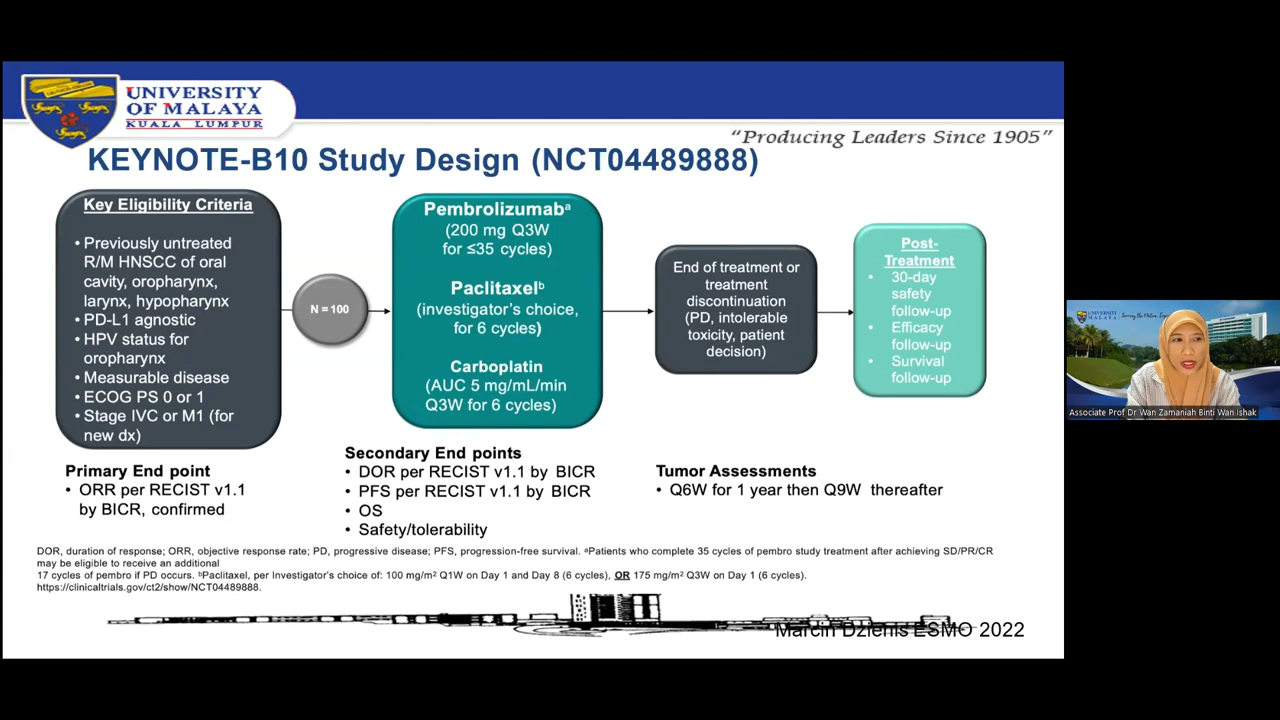 UNIVERSITY
OF MALAYA
KUALA LUMPUR
“Producing Leaders Since 1905”
KEYNOTE-B10 Study Design (NCT04489888)
Key Eligibility Criteria
• Previously untreated
R/M HNSCC of oral
cavity, oropharynx,
larynx, hypopharynx
• PD-L1 agnostic
• HPV status for
oropharynx
• Measurable disease
• ECOG PS 0 or 1
• Stage IVC or M1 (for
new dx)
N = 100
Pembrolizumabᵃ
(200 mg Q3W
for ≤35 cycles)
Paclitaxelᵇ
(investigator’s choice,
for 6 cycles)
Carboplatin
(AUC 5 mg/mL/min
Q3W for 6 cycles)
End of treatment or
treatment
discontinuation
(PD, intolerable
toxicity, patient
decision)
Post-
Treatment
• 30-day
safety
follow-up
• Efficacy
follow-up
• Survival
follow-up
Primary End point
• ORR per RECIST v1.1
by BICR, confirmed
Secondary End points
• DOR per RECIST v1.1 by BICR
• PFS per RECIST v1.1 by BICR
• OS
• Safety/tolerability
Tumor Assessments
• Q6W for 1 year then Q9W thereafter
DOR, duration of response; ORR, objective response rate; PD, progressive disease; PFS, progression-free survival. ᵃPatients who complete 35 cycles of pembro study treatment after achieving SD/PR/CR
may be eligible to receive an additional
17 cycles of pembro if PD occurs. ᵇPaclitaxel, per Investigator’s choice of: 100 mg/m² Q1W on Day 1 and Day 8 (6 cycles), OR 175 mg/m² Q3W on Day 1 (6 cycles).
https://clinicaltrials.gov/ct2/show/NCT04489888.
Marcin Dzienis ESMO 2022
UNIVERSITY
MALAYA
Associate Prof Dr Wan Zamaniah Binti Wan Ishak